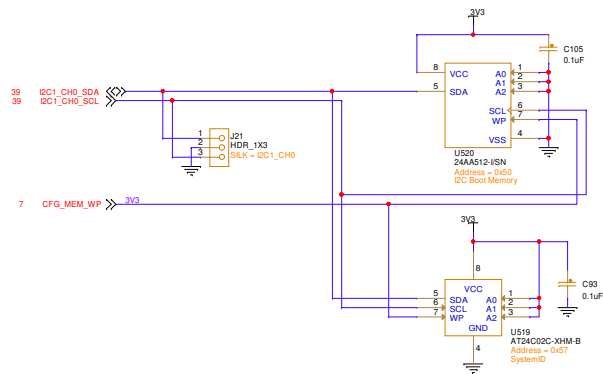 3V3
C105
0.1uF
8 VCC A0 1
A1 2
5 SDA A2 3
SCL 6
WP 7
VSS 4
U520
24AA512-I/SN
Address = 0x50
I2C Boot Memory
39 I2C1_CH0_SDA
39 I2C1_CH0_SCL
J21
1 HDR_1X3
2
3 SILK = I2C1_CH0
7 CFG_MEM_WP 3V3
3V3
8
VCC
5 SDA A0 1
6 SCL A1 2
7 WP A2 3
GND
4
C93
0.1uF
U519
AT24C02C-XHM-B
Address = 0x57
SystemID